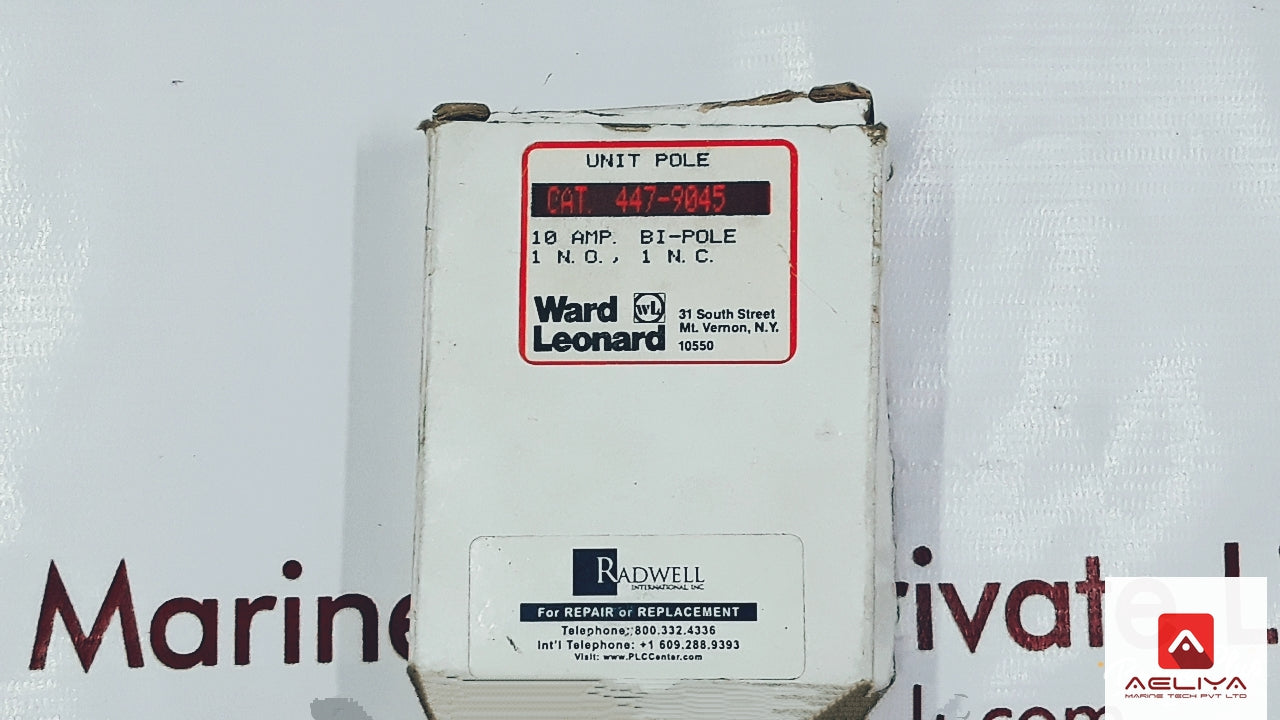 UNIT POLE
CAT. 447-9045
10 AMP. BI-POLE
1 N.O., 1 N.C.
Ward Leonard
WL
31 South Street
Mt. Vernon, N.Y.
10550
RADWELL
INTERNATIONAL INC
For REPAIR or REPLACEMENT
Telephone: 800.332.4336
Int'l Telephone: +1 609.288.9393
Visit: www.PLCCenter.com
Marine
AELIYA
MARINE TECH PVT LTD